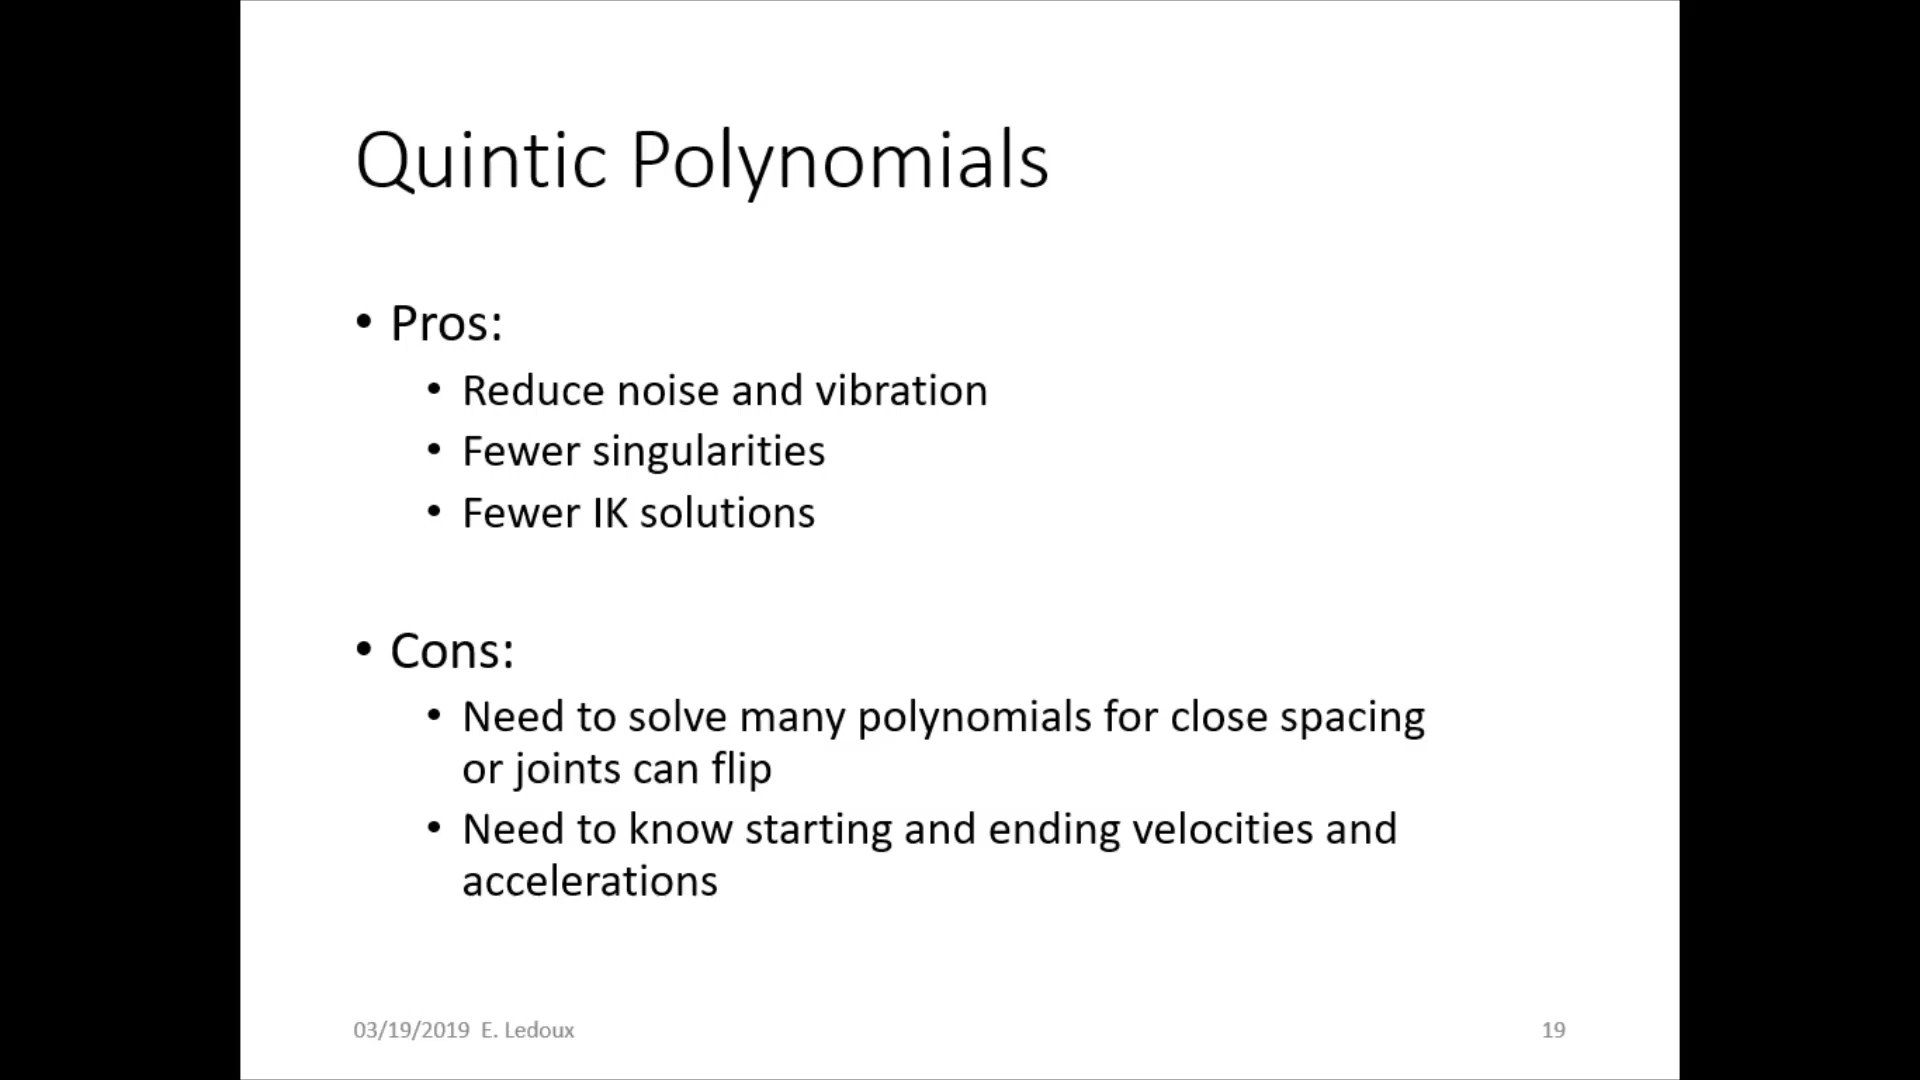 Quintic Polynomials
• Pros:
• Reduce noise and vibration
• Fewer singularities
• Fewer IK solutions
• Cons:
• Need to solve many polynomials for close spacing
or joints can flip
• Need to know starting and ending velocities and
accelerations
03/19/2019 E. Ledoux
19